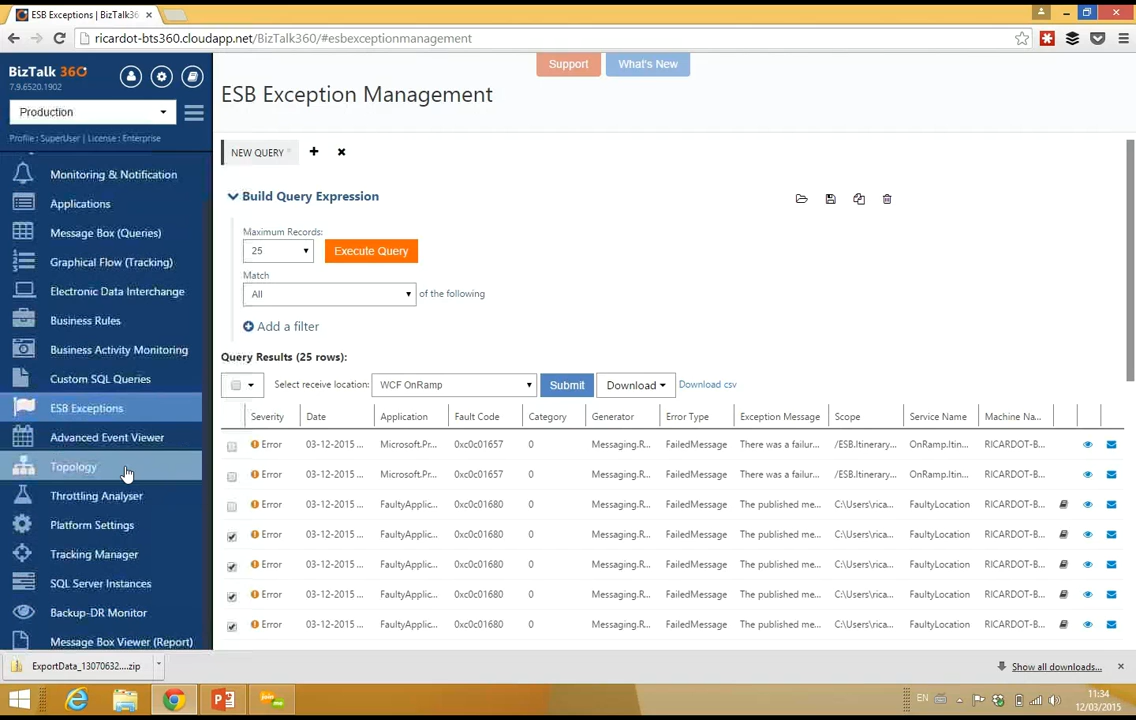 ESB Exceptions | BizTalk36
ricardot-bts360.cloudapp.net/BizTalk360/#esbexceptionmanagement
BizTalk 360
7.9.6520.1902
Production
Profile : SuperUser | License : Enterprise
Monitoring & Notification
Applications
Message Box (Queries)
Graphical Flow (Tracking)
Electronic Data Interchange
Business Rules
Business Activity Monitoring
Custom SQL Queries
ESB Exceptions
Advanced Event Viewer
Topology
Throttling Analyser
Platform Settings
Tracking Manager
SQL Server Instances
Backup-DR Monitor
Message Box Viewer (Report)
Support What's New
ESB Exception Management
NEW QUERY
Build Query Expression
Maximum Records:
25 Execute Query
Match
All of the following
Add a filter
Query Results (25 rows):
Select receive location: WCF OnRamp Submit Download Download csv
Severity Date Application Fault Code Category Generator Error Type Exception Message Scope Service Name Machine Na...
Error 03-12-2015 ... Microsoft.Pr... 0xc0c01657 0 Messaging.R... FailedMessage There was a failur... /ESB.Itinerary... OnRamp.Itin... RICARDOT-B...
Error 03-12-2015 ... Microsoft.Pr... 0xc0c01657 0 Messaging.R... FailedMessage There was a failur... /ESB.Itinerary... OnRamp.Itin... RICARDOT-B...
Error 03-12-2015 ... FaultyApplic... 0xc0c01680 0 Messaging.R... FailedMessage The published me... C:\Users\rica... FaultyLocation RICARDOT-B...
Error 03-12-2015 ... FaultyApplic... 0xc0c01680 0 Messaging.R... FailedMessage The published me... C:\Users\rica... FaultyLocation RICARDOT-B...
Error 03-12-2015 ... FaultyApplic... 0xc0c01680 0 Messaging.R... FailedMessage The published me... C:\Users\rica... FaultyLocation RICARDOT-B...
Error 03-12-2015 ... FaultyApplic... 0xc0c01680 0 Messaging.R... FailedMessage The published me... C:\Users\rica... FaultyLocation RICARDOT-B...
Error 03-12-2015 ... FaultyApplic... 0xc0c01680 0 Messaging.R... FailedMessage The published me... C:\Users\rica... FaultyLocation RICARDOT-B...
ExportData_13070632....zip
Show all downloads...
EN
11:34
12/03/2015